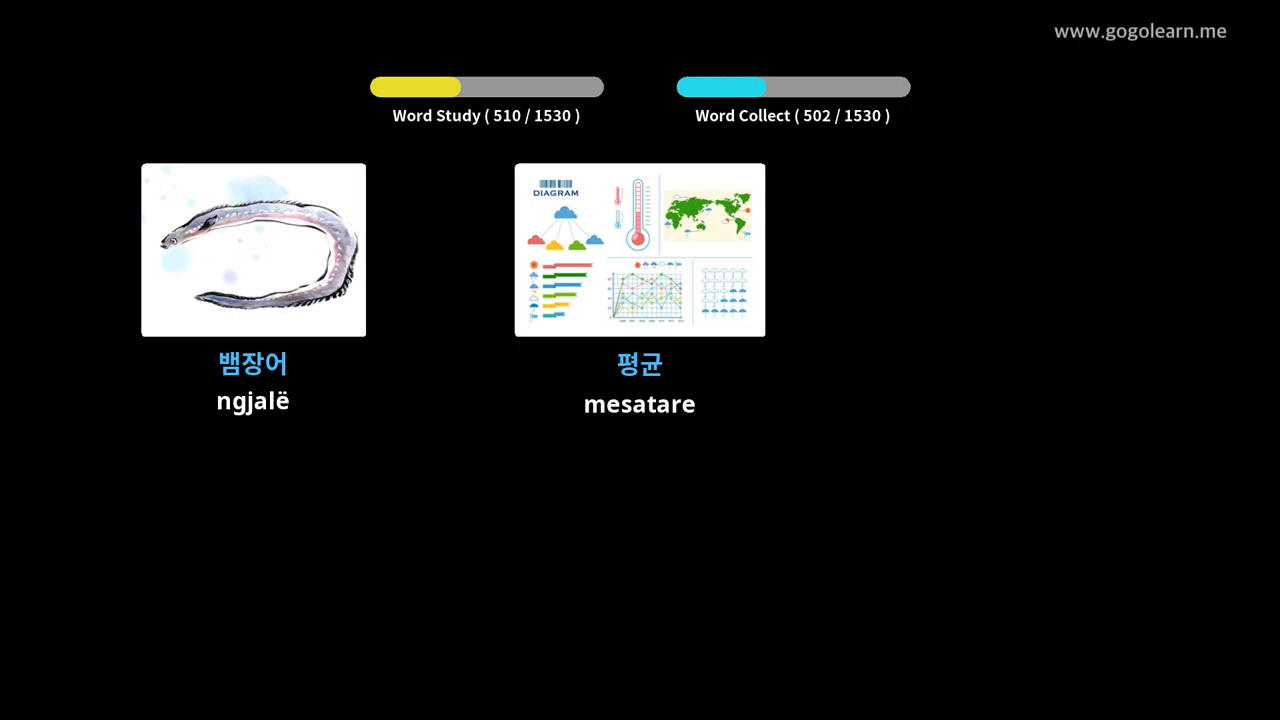 www.gogolearn.me
Word Study ( 510 / 1530 )
Word Collect ( 502 / 1530 )
DIAGRAM
뱀장어
ngjalë
평균
mesatare